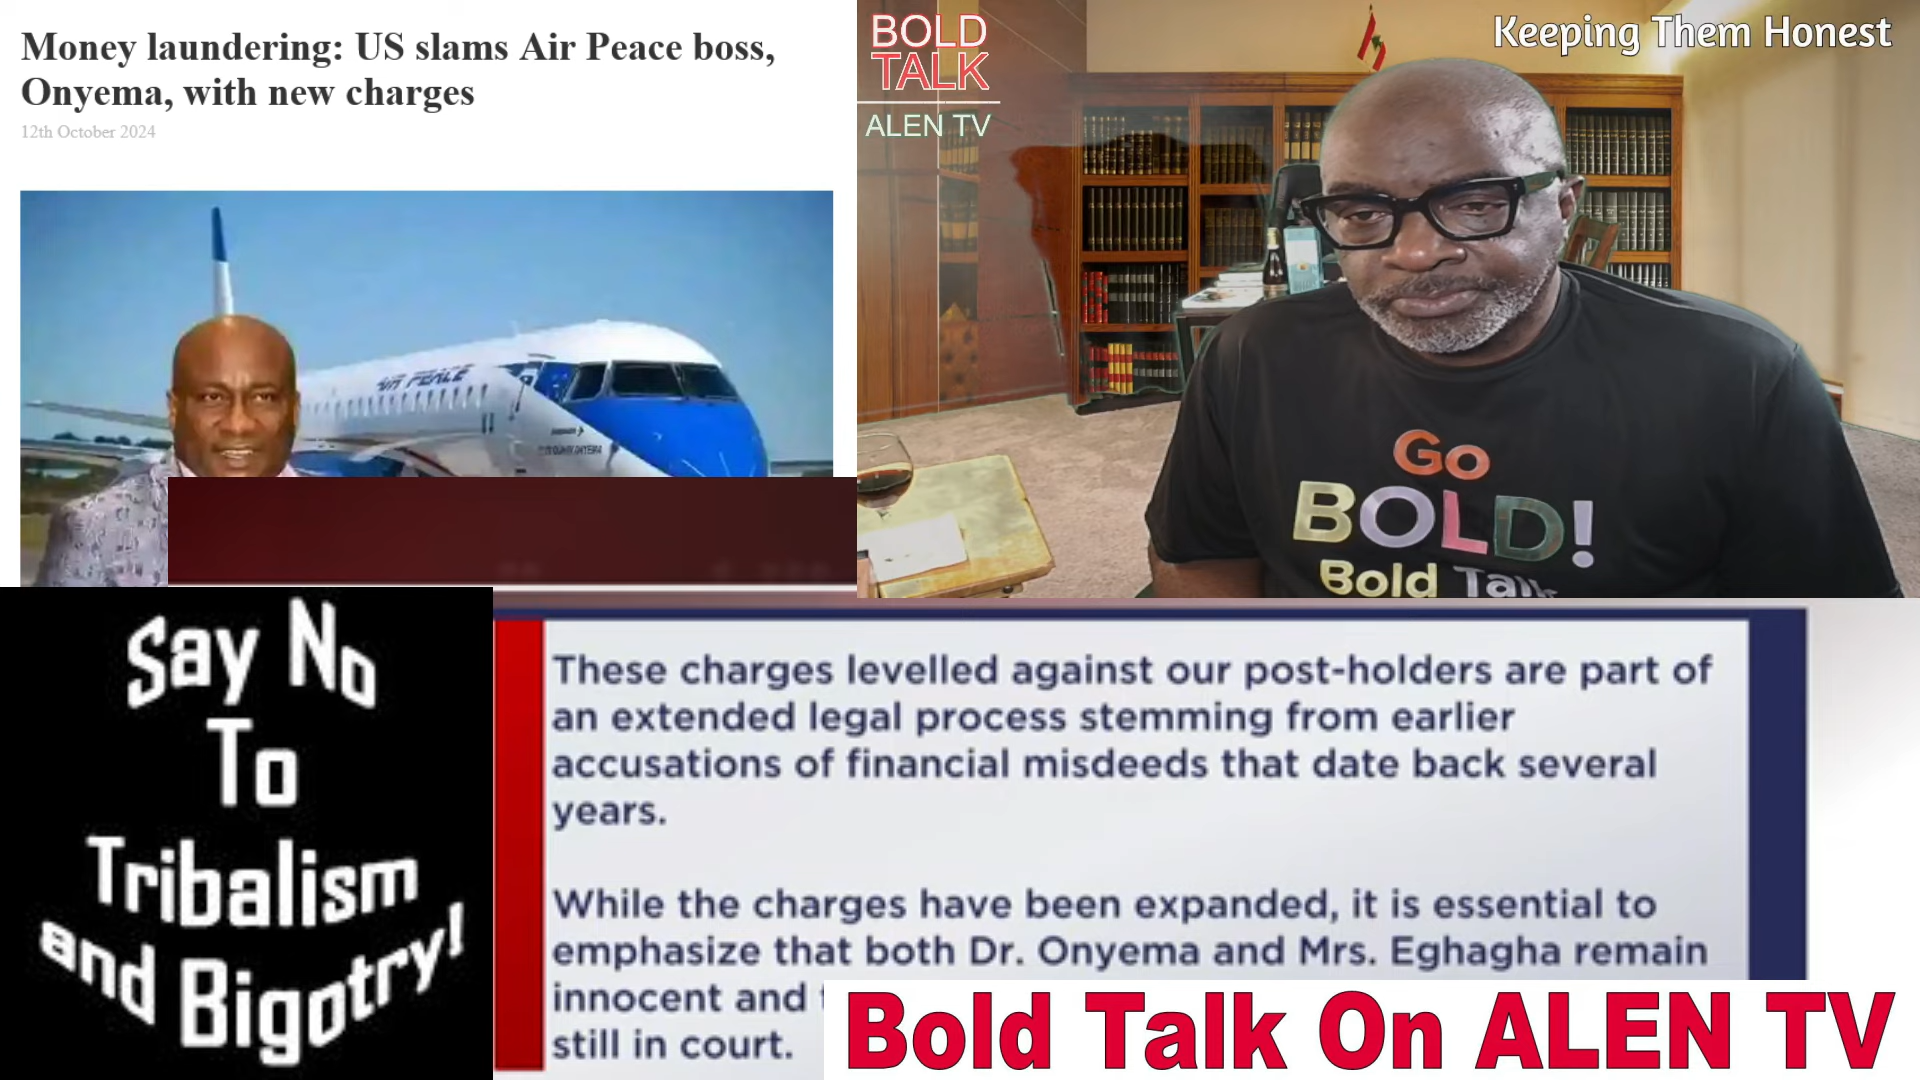 Money laundering: US slams Air Peace boss,
Onyema, with new charges
12th October 2024
AIR PEACE
BOLD
TALK
ALEN TV
Keeping Them Honest
Go
BOLD!
Bold Talk
Say No
To
Tribalism
and Bigotry!
These charges levelled against our post-holders are part of
an extended legal process stemming from earlier
accusations of financial misdeeds that date back several
years.
While the charges have been expanded, it is essential to
emphasize that both Dr. Onyema and Mrs. Eghagha remain
innocent and
still in court.
Bold Talk On ALEN TV